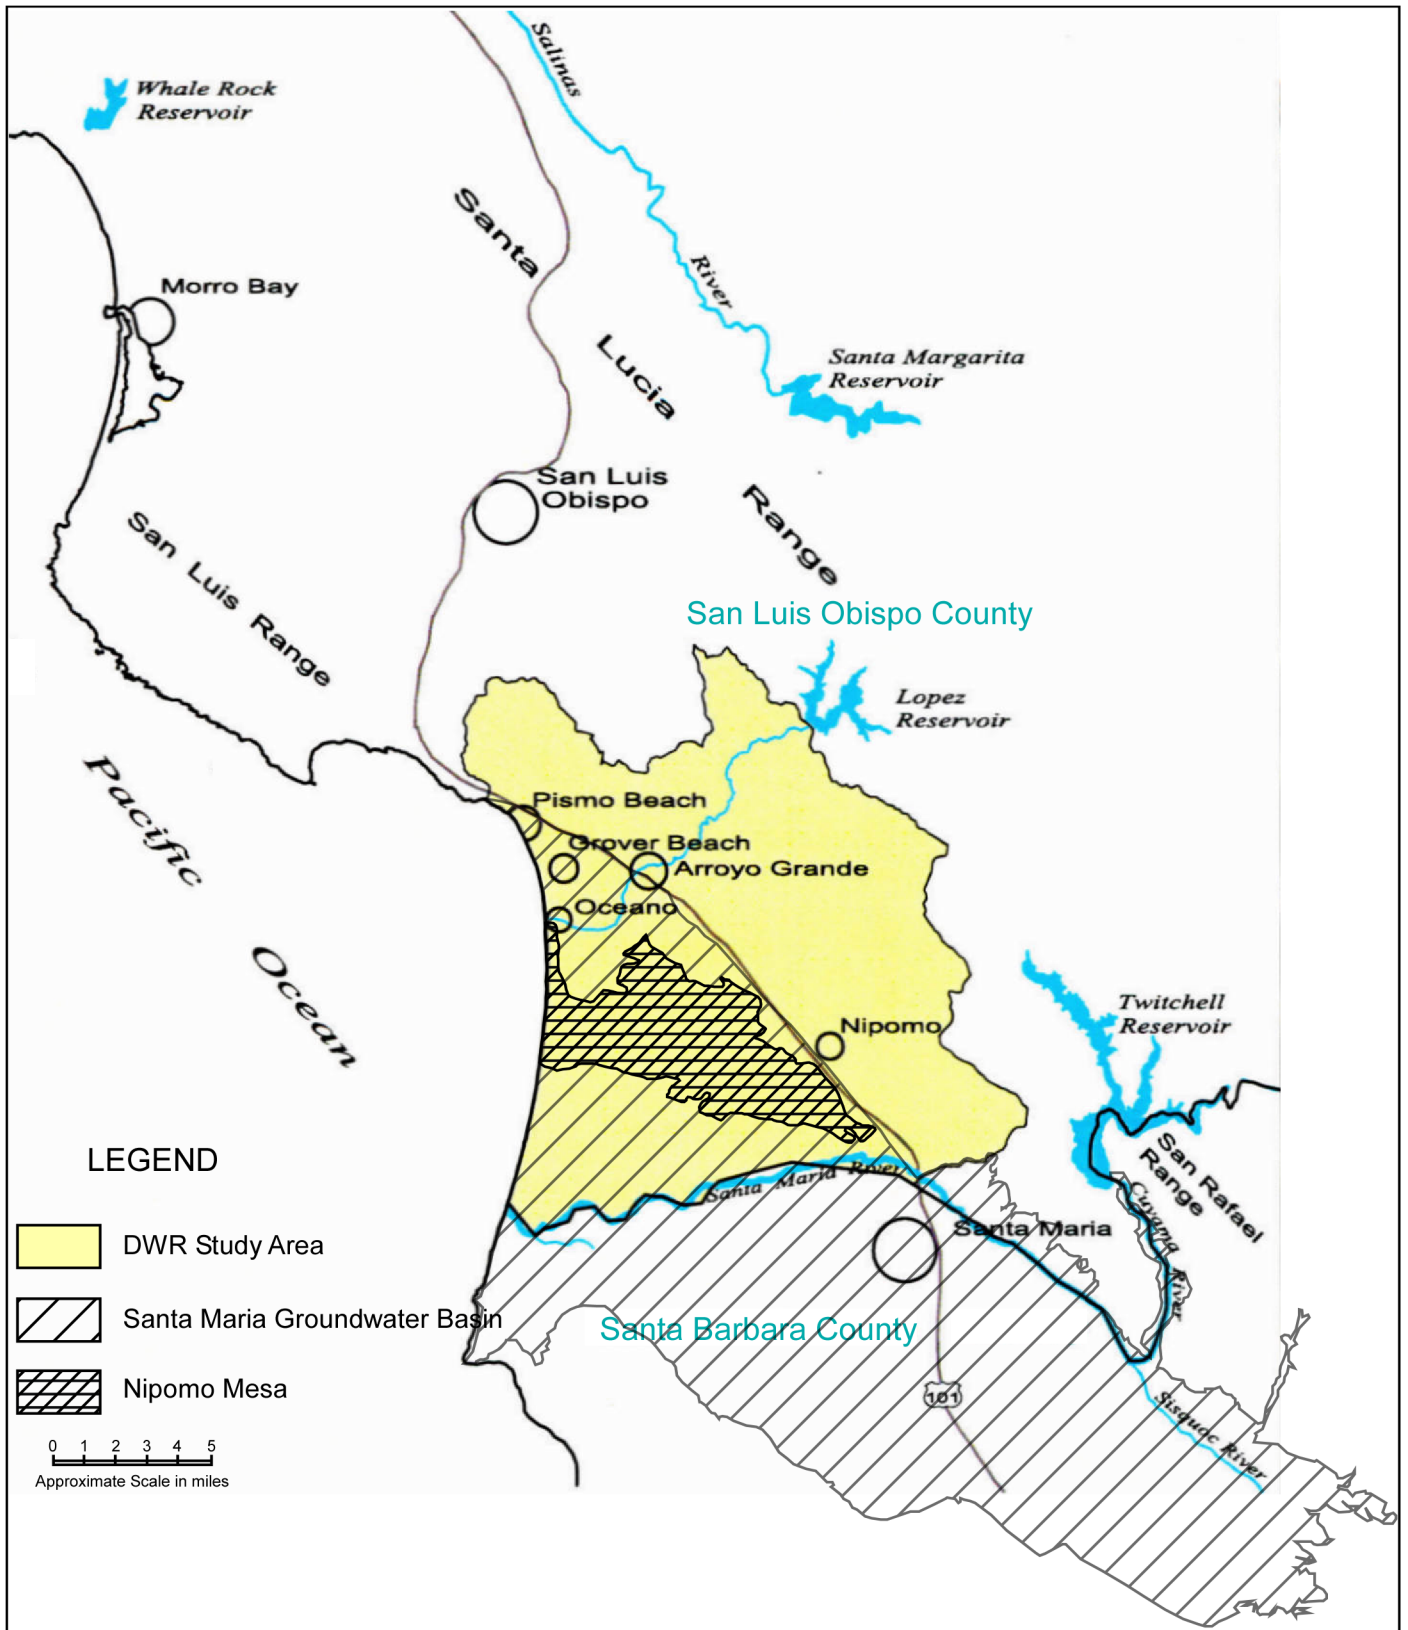 Salinas
Whale Rock
Reservoir
Santa
River
Morro Bay
Lucia
Santa Margarita
Reservoir
San Luis
Obispo
Range
San Luis Range
San Luis Obispo County
Lopez
Reservoir
Pacific
Pismo Beach
Grover Beach
Arroyo Grande
Oceano
Ocean
Twitchell
Reservoir
Nipomo
San Rafael
Range
LEGEND
Santa Maria River
Cuyama
River
Santa Maria
DWR Study Area
Santa Maria Groundwater Basin
Santa Barbara County
Nipomo Mesa
101
Sisquoc River
0 1 2 3 4 5
Approximate Scale in miles